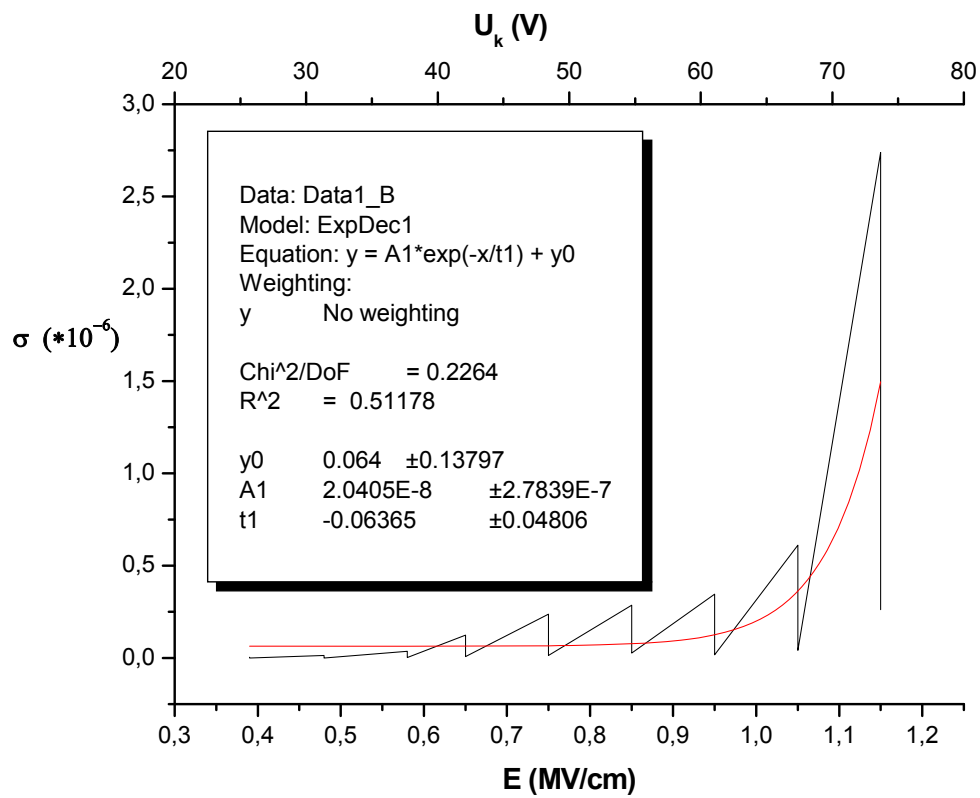 U_k (V)
20 30 40 50 60 70 80
3,0
2,5
2,0
1,5
1,0
0,5
0,0
σ (*10⁻⁶)
Data: Data1_B
Model: ExpDec1
Equation: y = A1*exp(-x/t1) + y0
Weighting:
y No weighting
Chi^2/DoF = 0.2264
R^2 = 0.51178
y0 0.064 ±0.13797
A1 2.0405E-8 ±2.7839E-7
t1 -0.06365 ±0.04806
0,3 0,4 0,5 0,6 0,7 0,8 0,9 1,0 1,1 1,2
E (MV/cm)